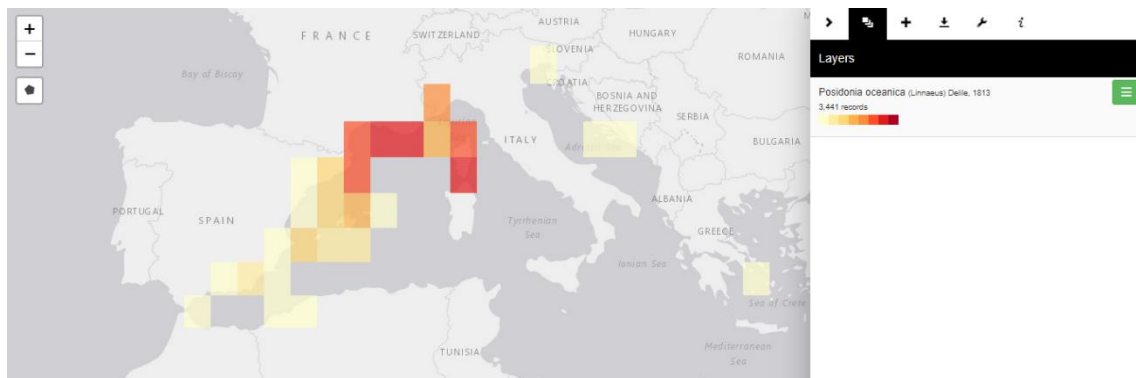 +
−
FRANCE
SWITZERLAND
AUSTRIA
HUNGARY
SLOVENIA
ROMANIA
Bay of Biscay
CROATIA
BOSNIA AND
HERZEGOVINA
SERBIA
ITALY
Adriatic Sea
BULGARIA
PORTUGAL
SPAIN
ALBANIA
Tyrrhenian
Sea
GREECE
Ionian Sea
Sea of Crete
Mediterranean
Sea
TUNISIA
Layers
Posidonia oceanica (Linnaeus) Delile, 1813
3,441 records